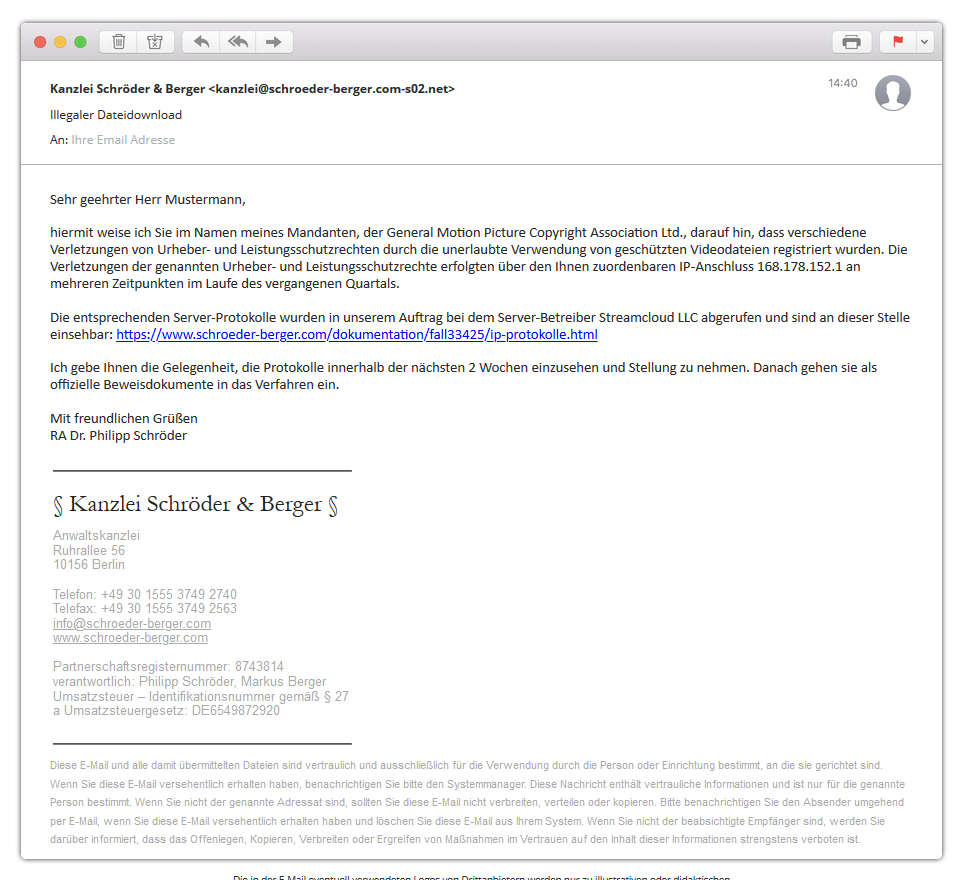 Kanzlei Schröder & Berger <kanzlei@schroeder-berger.com-s02.net>
14:40
Illegaler Dateidownload
An: Ihre Email Adresse
Sehr geehrter Herr Mustermann,
hiermit weise ich Sie im Namen meines Mandanten, der General Motion Picture Copyright Association Ltd., darauf hin, dass verschiedene
Verletzungen von Urheber- und Leistungsschutzrechten durch die unerlaubte Verwendung von geschützten Videodateien registriert wurden. Die
Verletzungen der genannten Urheber- und Leistungsschutzrechte erfolgten über den Ihnen zuordenbaren IP-Anschluss 168.178.152.1 an
mehreren Zeitpunkten im Laufe des vergangenen Quartals.
Die entsprechenden Server-Protokolle wurden in unserem Auftrag bei dem Server-Betreiber Streamcloud LLC abgerufen und sind an dieser Stelle
einsehbar: https://www.schroeder-berger.com/dokumentation/fall33425/ip-protokolle.html
Ich gebe Ihnen die Gelegenheit, die Protokolle innerhalb der nächsten 2 Wochen einzusehen und Stellung zu nehmen. Danach gehen sie als
offizielle Beweisdokumente in das Verfahren ein.
Mit freundlichen Grüßen
RA Dr. Philipp Schröder
§ Kanzlei Schröder & Berger §
Anwaltskanzlei
Ruhrallee 56
10156 Berlin
Telefon: +49 30 1555 3749 2740
Telefax: +49 30 1555 3749 2563
info@schroeder-berger.com
www.schroeder-berger.com
Partnerschaftsregisternummer: 8743814
verantwortlich: Philipp Schröder, Markus Berger
Umsatzsteuer – Identifikationsnummer gemäß § 27
a Umsatzsteuergesetz: DE6549872920
Diese E-Mail und alle damit übermittelten Dateien sind vertraulich und ausschließlich für die Verwendung durch die Person oder Einrichtung bestimmt, an die sie gerichtet sind.
Wenn Sie diese E-Mail versehentlich erhalten haben, benachrichtigen Sie bitte den Systemmanager. Diese Nachricht enthält vertrauliche Informationen und ist nur für die genannte
Person bestimmt. Wenn Sie nicht der genannte Adressat sind, sollten Sie diese E-Mail nicht verbreiten, verteilen oder kopieren. Bitte benachrichtigen Sie den Absender umgehend
per E-Mail, wenn Sie diese E-Mail versehentlich erhalten haben und löschen Sie diese E-Mail aus Ihrem System. Wenn Sie nicht der beabsichtigte Empfänger sind, werden Sie
darüber informiert, dass das Offenlegen, Kopieren, Verbreiten oder Ergreifen von Maßnahmen im Vertrauen auf den Inhalt dieser Informationen strengstens verboten ist.
Die in der E-Mail eventuell verwendeten Logos von Drittanbietern werden nur zu illustrativen oder didaktischen